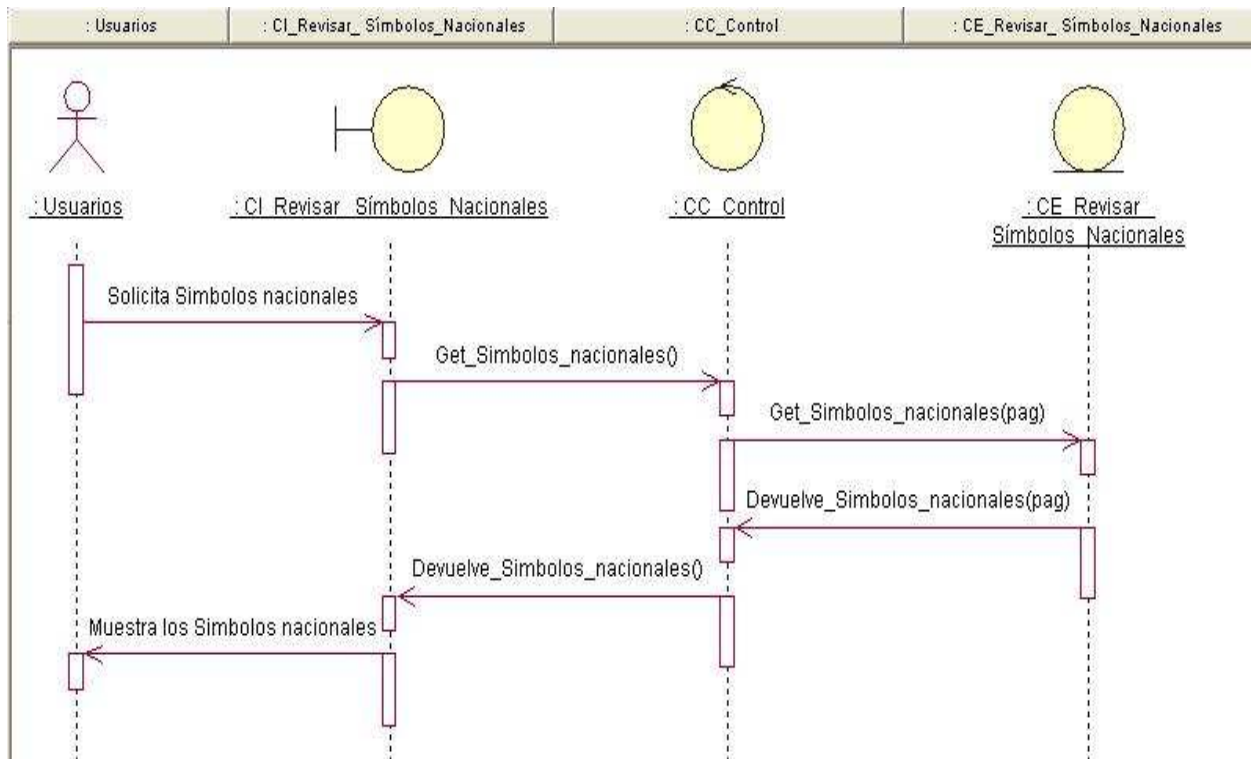 : Usuarios
: CI_Revisar_ Símbolos_Nacionales
: CC_Control
: CE_Revisar_ Símbolos_Nacionales
: Usuarios
: CI_Revisar_ Símbolos_Nacionales
: CC_Control
: CE_Revisar_
Símbolos_Nacionales
Solicita Simbolos nacionales
Get_Simbolos_nacionales()
Get_Simbolos_nacionales(pag)
Devuelve_Simbolos_nacionales(pag)
Devuelve_Simbolos_nacionales()
Muestra los Simbolos nacionales